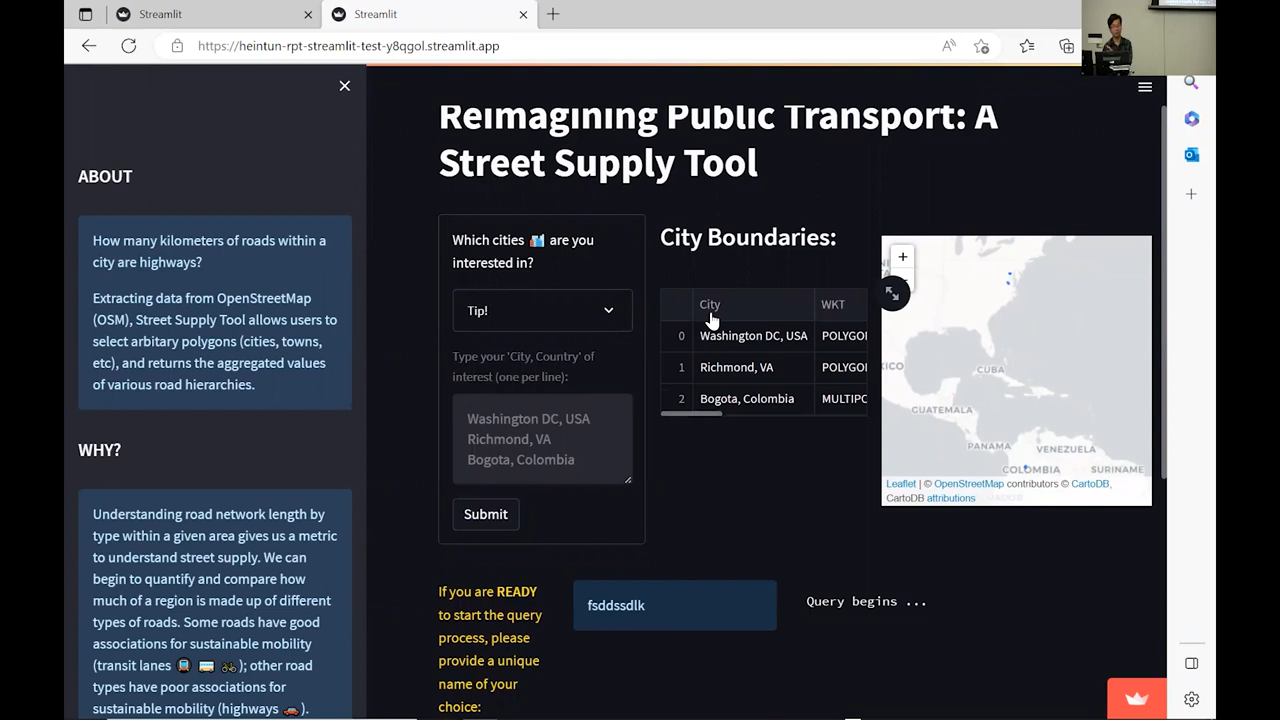 Streamlit
Streamlit
https://heintun-rpt-streamlit-test-y8qgol.streamlit.app
ABOUT
How many kilometers of roads within a
city are highways?
Extracting data from OpenStreetMap
(OSM), Street Supply Tool allows users to
select arbitary polygons (cities, towns,
etc), and returns the aggregated values
of various road hierarchies.
WHY?
Understanding road network length by
type within a given area gives us a metric
to understand street supply. We can
begin to quantify and compare how
much of a region is made up of different
types of roads. Some roads have good
associations for sustainable mobility
(transit lanes 🚇 🚌 🚲); other road
types have poor associations for
sustainable mobility (highways 🚗).
Reimagining Public Transport: A
Street Supply Tool
Which cities 🏙️ are you
interested in?
Tip!
Type your 'City, Country' of
interest (one per line):
Washington DC, USA
Richmond, VA
Bogota, Colombia
Submit
City Boundaries:
City WKT
0 Washington DC, USA POLYGO
1 Richmond, VA POLYGO
2 Bogota, Colombia MULTIPO
+
MEXICO
CUBA
GUATEMALA
PANAMA
VENEZUELA
COLOMBIA
SURINAME
Leaflet | © OpenStreetMap contributors © CartoDB,
CartoDB attributions
If you are READY
to start the query
process, please
provide a unique
name of your
choice:
fsddssdlk
Query begins ...